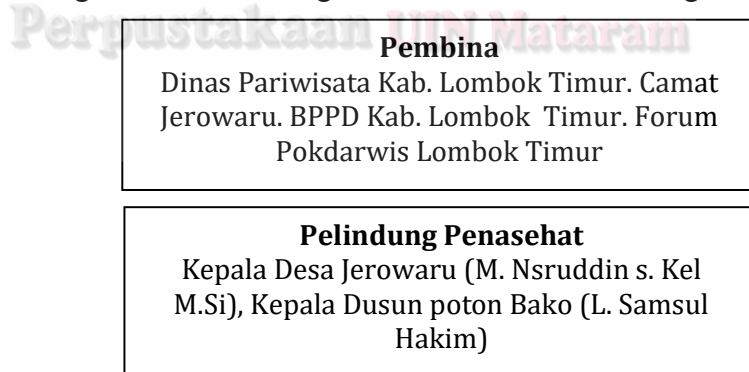 Perpustakaan UIN Mataram
Pembina
Dinas Pariwisata Kab. Lombok Timur. Camat
Jerowaru. BPPD Kab. Lombok Timur. Forum
Pokdarwis Lombok Timur
Pelindung Penasehat
Kepala Desa Jerowaru (M. Nsruddin s. Kel
M.Si), Kepala Dusun poton Bako (L. Samsul
Hakim)